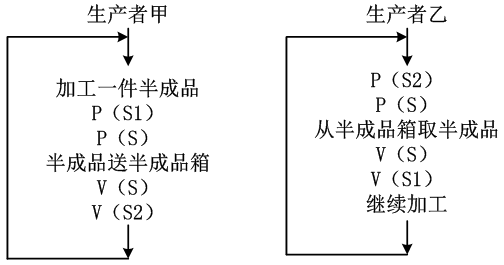 生产者甲
加工一件半成品
P（S1）
P（S）
半成品送半成品箱
V（S）
V（S2）
生产者乙
P（S2）
P（S）
从半成品箱取半成品
V（S）
V（S1）
继续加工